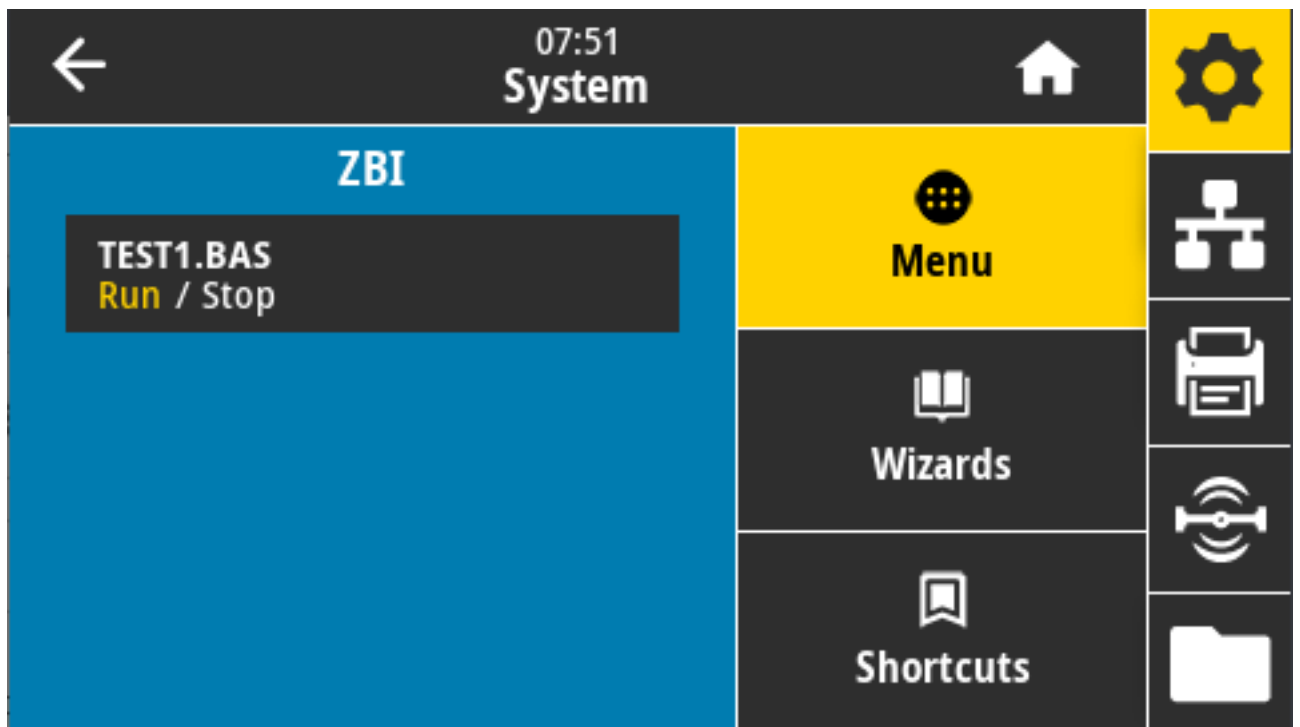 07:51
System
ZBI
TEST1.BAS
Run / Stop
Menu
Wizards
Shortcuts